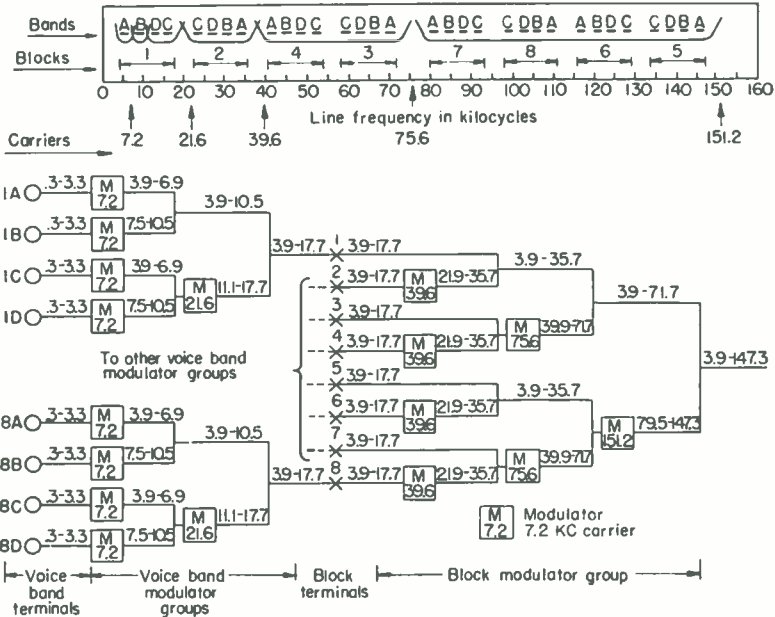 Bands A B D C C D B A A B D C C D B A A B D C C D B A A B D C C D B A
Blocks 1 2 4 3 7 8 6 5
0 10 20 30 40 50 60 70 80 90 100 110 120 130 140 150 160
Line frequency in kilocycles
Carriers 7.2 21.6 39.6 75.6 151.2
1A .3-3.3 M 7.2 3.9-6.9
3.9-10.5
1B .3-3.3 M 7.2 7.5-10.5
3.9-17.7 1 3.9-17.7
3.9-35.7
1C .3-3.3 M 7.2 3.9-6.9
2 3.9-17.7 M 39.6 21.9-35.7
M 21.6 11.1-17.7
3.9-71.7
1D .3-3.3 M 7.2 7.5-10.5
3 3.9-17.7
M 75.6 39.9-71.7
4 3.9-17.7 M 39.6 21.9-35.7
To other voice band
modulator groups
3.9-147.3
5 3.9-17.7
3.9-35.7
6 3.9-17.7 M 39.6 21.9-35.7
8A .3-3.3 M 7.2 3.9-6.9
M 151.2 79.5-147.3
3.9-10.5
7 3.9-17.7
8B .3-3.3 M 7.2 7.5-10.5
M 75.6 39.9-71.7
3.9-17.7 8 3.9-17.7 M 39.6 21.9-35.7
8C .3-3.3 M 7.2 3.9-6.9
M 21.6 11.1-17.7
8D .3-3.3 M 7.2 7.5-10.5
M Modulator
7.2 7.2 KC carrier
Voice band terminals
Voice band modulator groups
Block terminals
Block modulator group